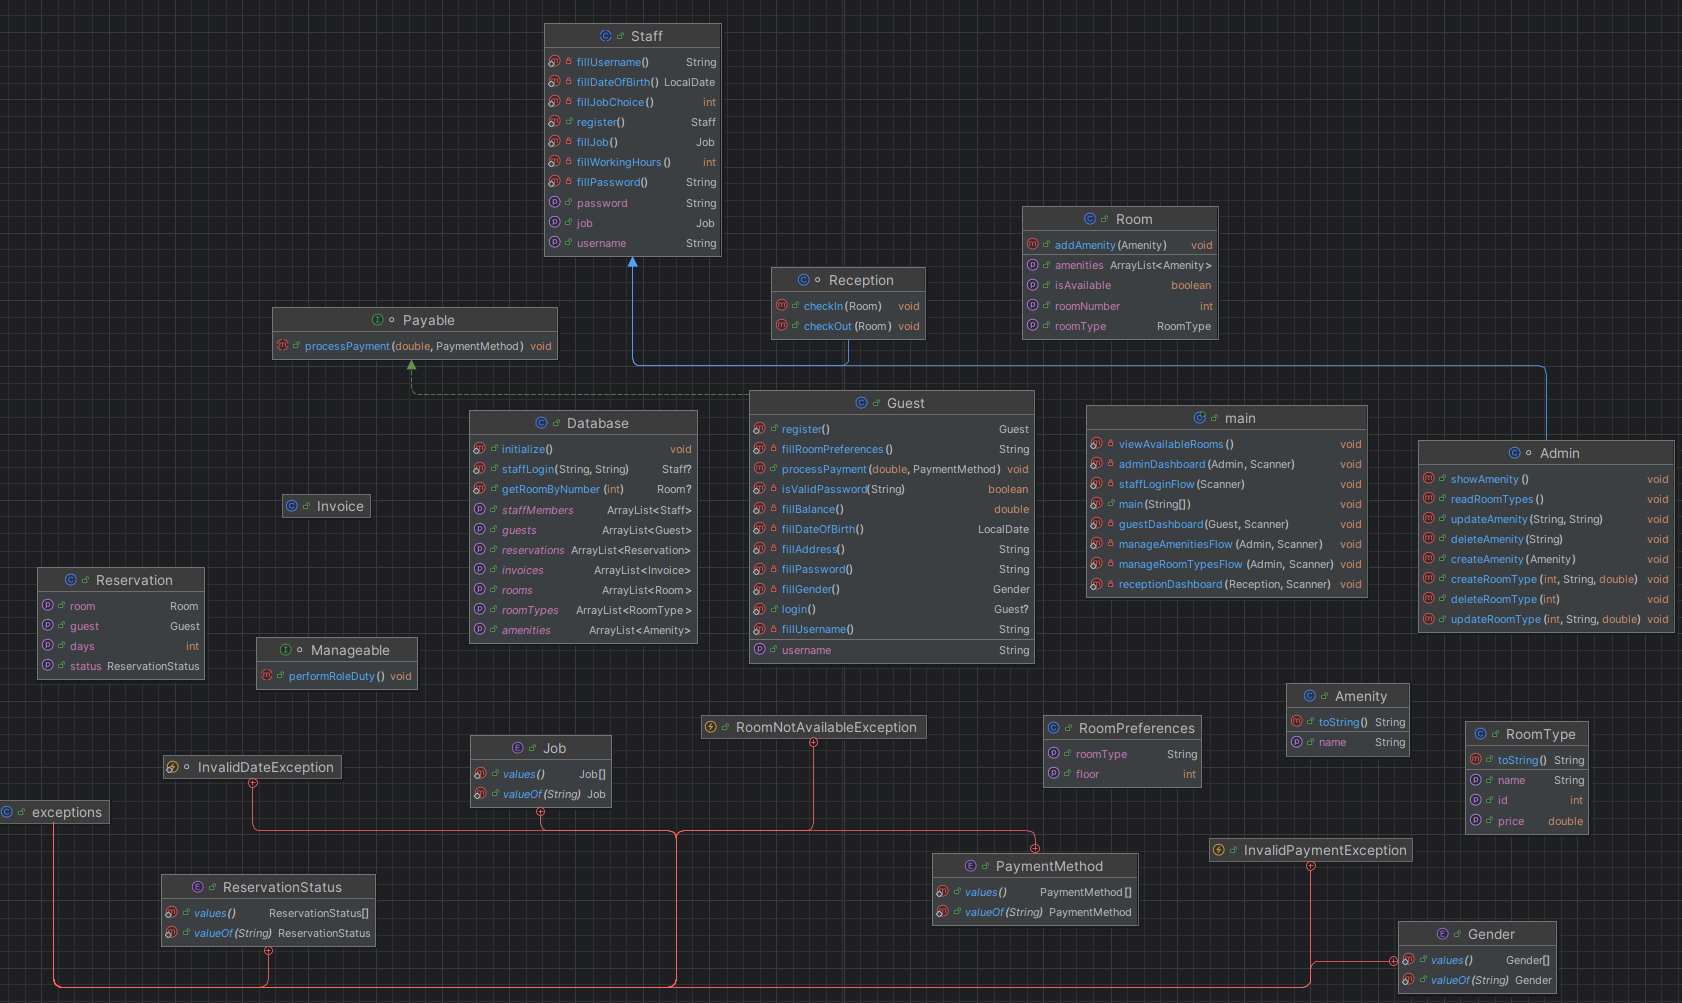 Staff
fillUsername() String
fillDateOfBirth() LocalDate
fillJobChoice() int
register() Staff
fillJob() Job
fillWorkingHours() int
fillPassword() String
password String
job Job
username String
Room
addAmenity(Amenity) void
amenities ArrayList<Amenity>
isAvailable boolean
roomNumber int
roomType RoomType
Reception
checkIn(Room) void
checkOut(Room) void
Payable
processPayment(double, PaymentMethod) void
Guest
register() Guest
fillRoomPreferences() String
processPayment(double, PaymentMethod) void
isValidPassword(String) boolean
fillBalance() double
fillDateOfBirth() LocalDate
fillAddress() String
fillPassword() String
fillGender() Gender
login() Guest?
fillUsername() String
username String
Database
initialize() void
staffLogin(String, String) Staff?
getRoomByNumber(int) Room?
staffMembers ArrayList<Staff>
guests ArrayList<Guest>
reservations ArrayList<Reservation>
invoices ArrayList<Invoice>
rooms ArrayList<Room>
roomTypes ArrayList<RoomType>
amenities ArrayList<Amenity>
main
viewAvailableRooms() void
adminDashboard(Admin, Scanner) void
staffLoginFlow(Scanner) void
main(String[]) void
guestDashboard(Guest, Scanner) void
manageAmenitiesFlow(Admin, Scanner) void
manageRoomTypesFlow(Admin, Scanner) void
receptionDashboard(Reception, Scanner) void
Admin
showAmenity() void
readRoomTypes() void
updateAmenity(String, String) void
deleteAmenity(String) void
createAmenity(Amenity) void
createRoomType(int, String, double) void
deleteRoomType(int) void
updateRoomType(int, String, double) void
Invoice
Reservation
room Room
guest Guest
days int
status ReservationStatus
Manageable
performRoleDuty() void
Amenity
toString() String
name String
RoomNotAvailableException
RoomPreferences
roomType String
floor int
RoomType
toString() String
name String
id int
price double
Job
values() Job[]
valueOf(String) Job
InvalidDateException
exceptions
InvalidPaymentException
PaymentMethod
values() PaymentMethod[]
valueOf(String) PaymentMethod
ReservationStatus
values() ReservationStatus[]
valueOf(String) ReservationStatus
Gender
values() Gender[]
valueOf(String) Gender